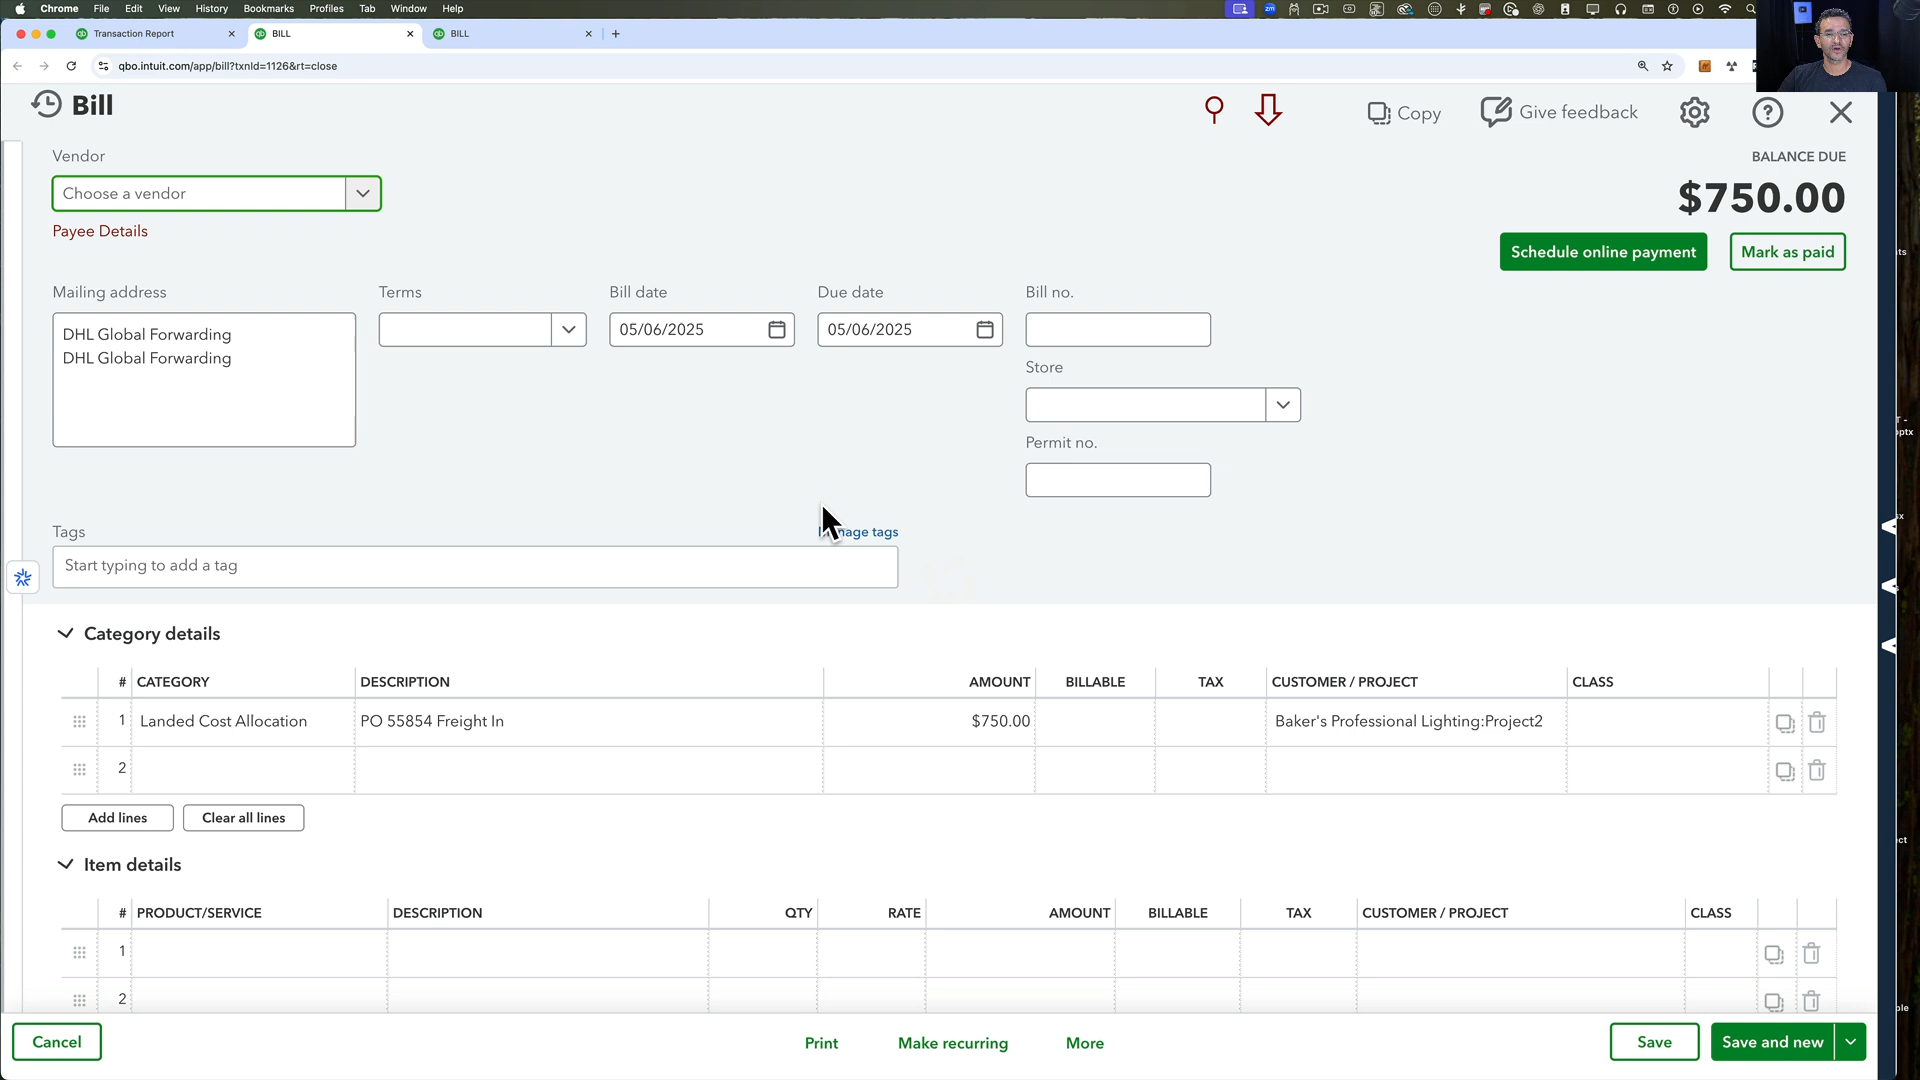 Chrome File Edit View History Bookmarks Profiles Tab Window Help
Transaction Report
BILL
BILL
qbo.intuit.com/app/bill?txnId=1126&rt=close
Bill
Copy
Give feedback
Vendor
BALANCE DUE
Choose a vendor
$750.00
Payee Details
Schedule online payment
Mark as paid
Mailing address
Terms
Bill date
Due date
Bill no.
DHL Global Forwarding
DHL Global Forwarding
05/06/2025
05/06/2025
Store
Permit no.
Tags
nage tags
Start typing to add a tag
Category details
# CATEGORY DESCRIPTION AMOUNT BILLABLE TAX CUSTOMER / PROJECT CLASS
1 Landed Cost Allocation PO 55854 Freight In $750.00 Baker's Professional Lighting:Project2
2
Add lines
Clear all lines
Item details
# PRODUCT/SERVICE DESCRIPTION QTY RATE AMOUNT BILLABLE TAX CUSTOMER / PROJECT CLASS
1
2
Cancel
Print
Make recurring
More
Save
Save and new